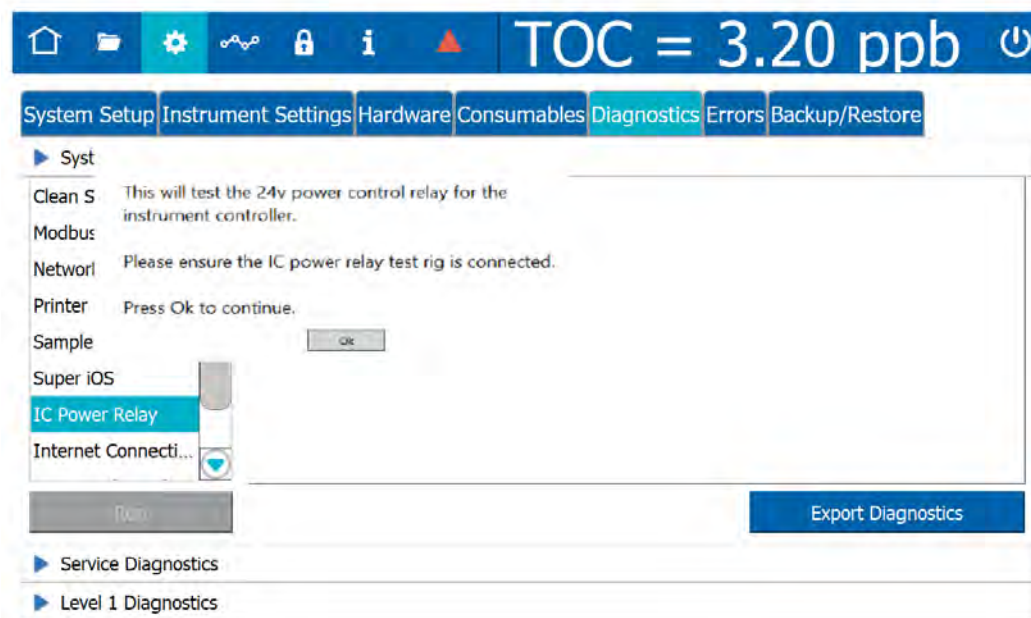 TOC = 3.20 ppb
System Setup Instrument Settings Hardware Consumables Diagnostics Errors Backup/Restore
Syst
This will test the 24v power control relay for the
instrument controller.
Please ensure the IC power relay test rig is connected.
Press Ok to continue.
Ok
Clean S
Modbus
Networl
Printer
Sample
Super iOS
IC Power Relay
Internet Connecti...
Run
Export Diagnostics
Service Diagnostics
Level 1 Diagnostics